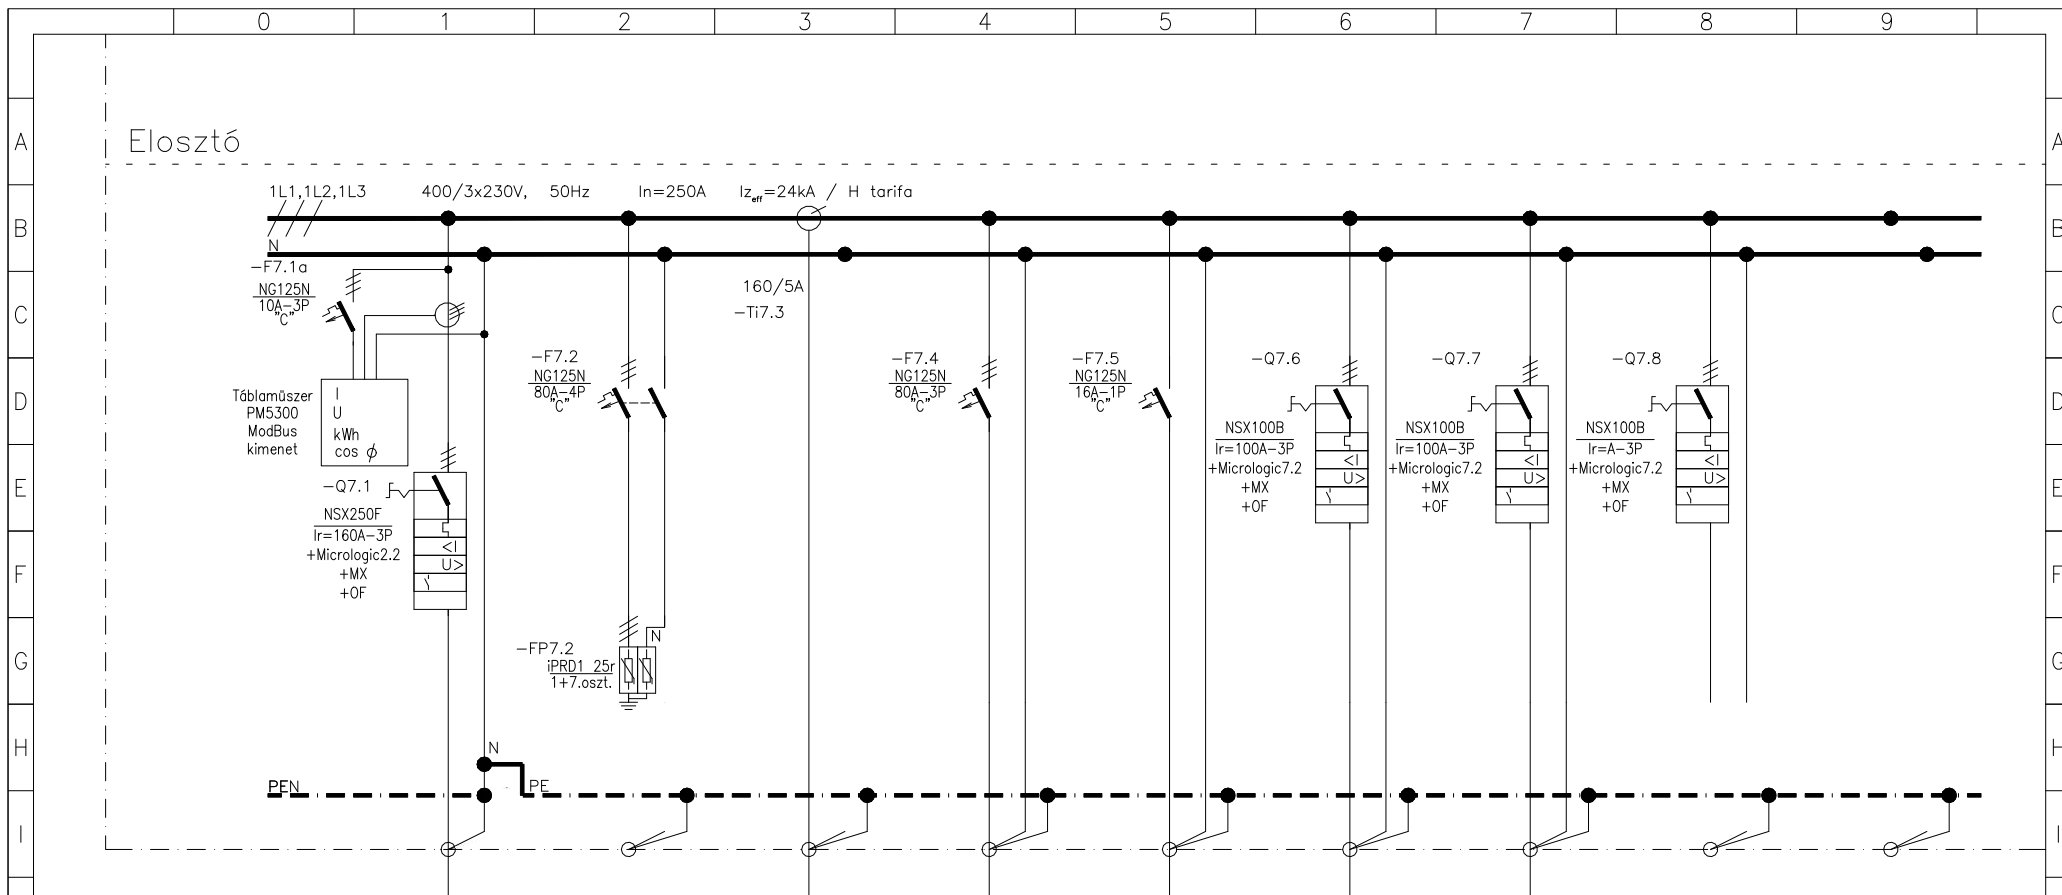 0 1 2 3 4 5 6 7 8 9
A A
Elosztó
1L1,1L2,1L3 400/3x230V, 50Hz In=250A Iz eff=24kA / H tarifa
B B
N
-F7.1a
NG125N
10A-3P
"C"
160/5A
-Ti7.3
C C
-F7.2
NG125N
80A-4P
"C"
-F7.4
NG125N
80A-3P
"C"
-F7.5
NG125N
16A-1P
"C"
-Q7.6
NSX100B
Ir=100A-3P
+Micrologic7.2
+MX
+OF
<I
U>
-Q7.7
NSX100B
Ir=100A-3P
+Micrologic7.2
+MX
+OF
<I
U>
-Q7.8
NSX100B
Ir=A-3P
+Micrologic7.2
+MX
+OF
<I
U>
D D
Táblaműszer
PM5300
ModBus
kimenet
I
U
kWh
cos ϕ
E E
-Q7.1
NSX250F
Ir=160A-3P
+Micrologic2.2
+MX
+OF
<I
U>
F F
N
-FP7.2
iPRD1 25r
1+7.oszt.
G G
H H
N
PEN PE
I I